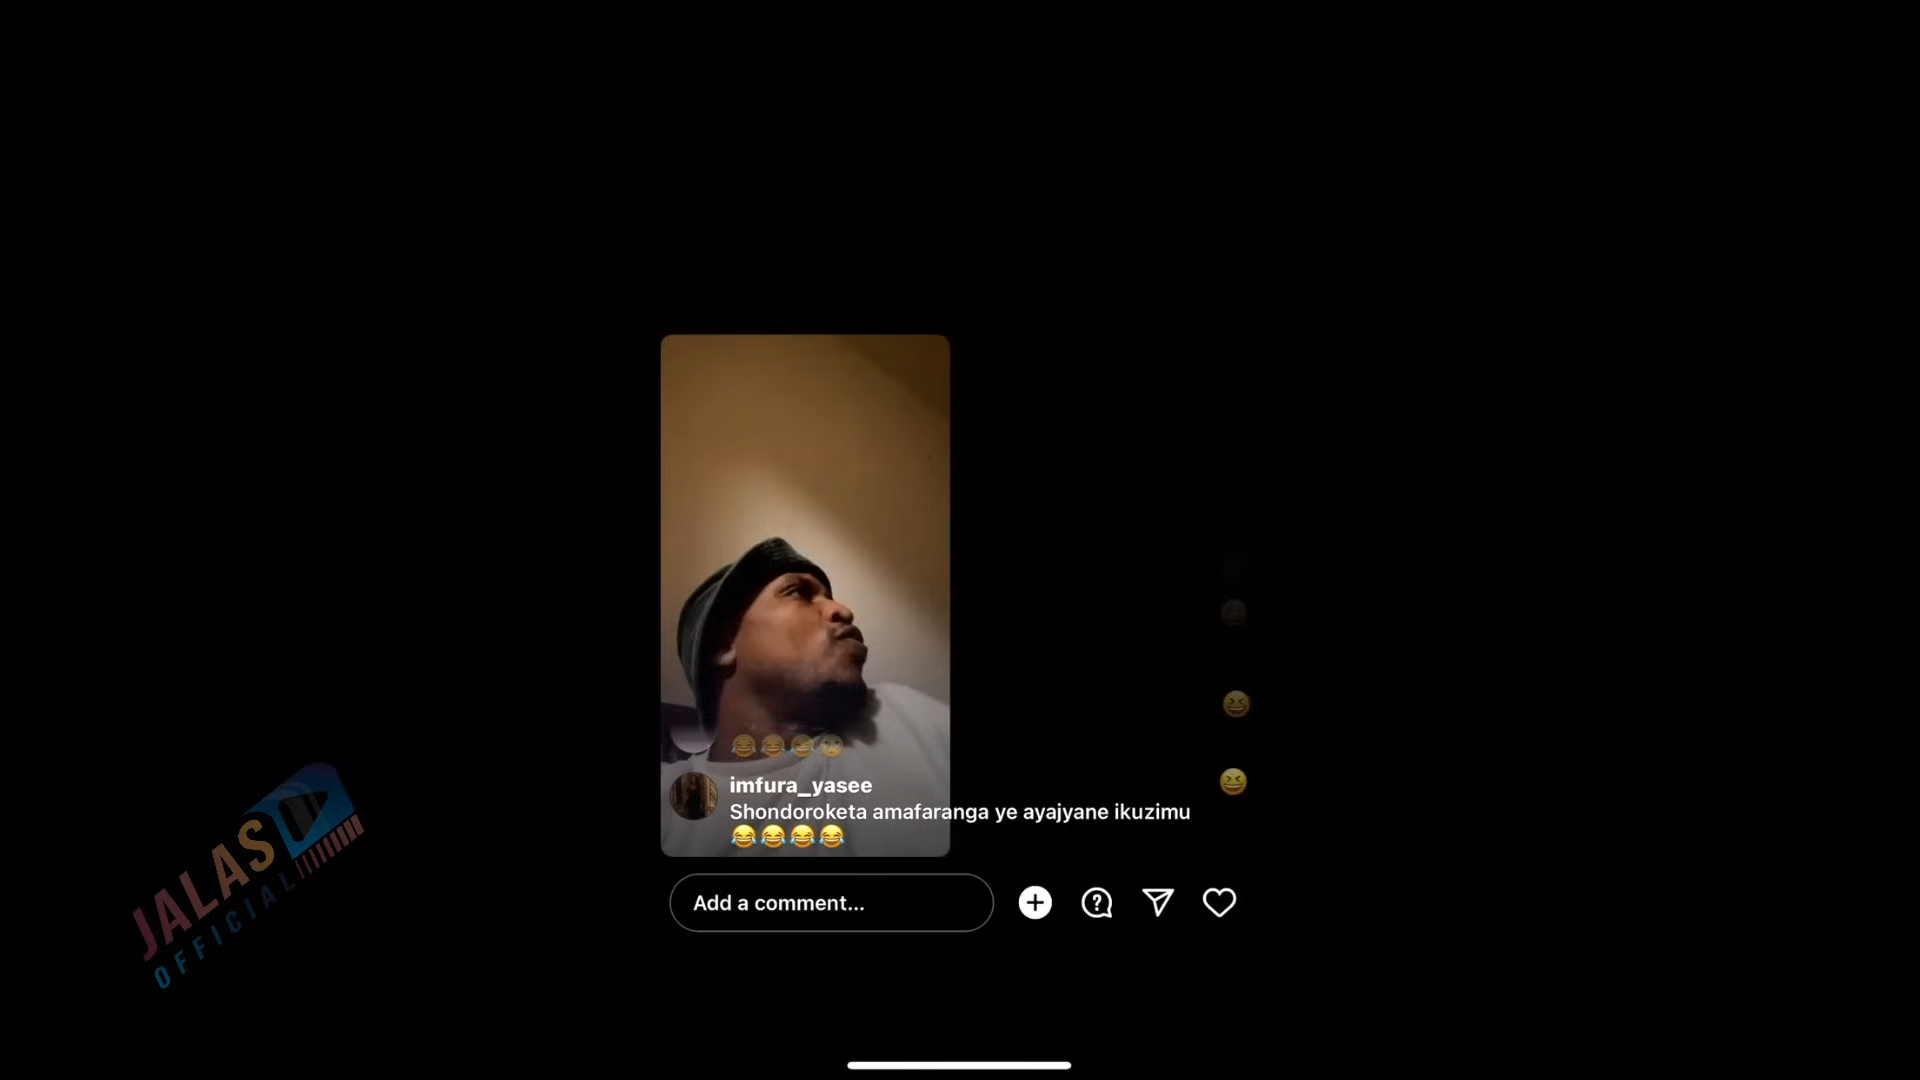 😂😂😂🙄
imfura_yasee
Shondoroketa amafaranga ye ayajyane ikuzimu
😂😂😂😂
Add a comment...
JALAS
OFFICIAL